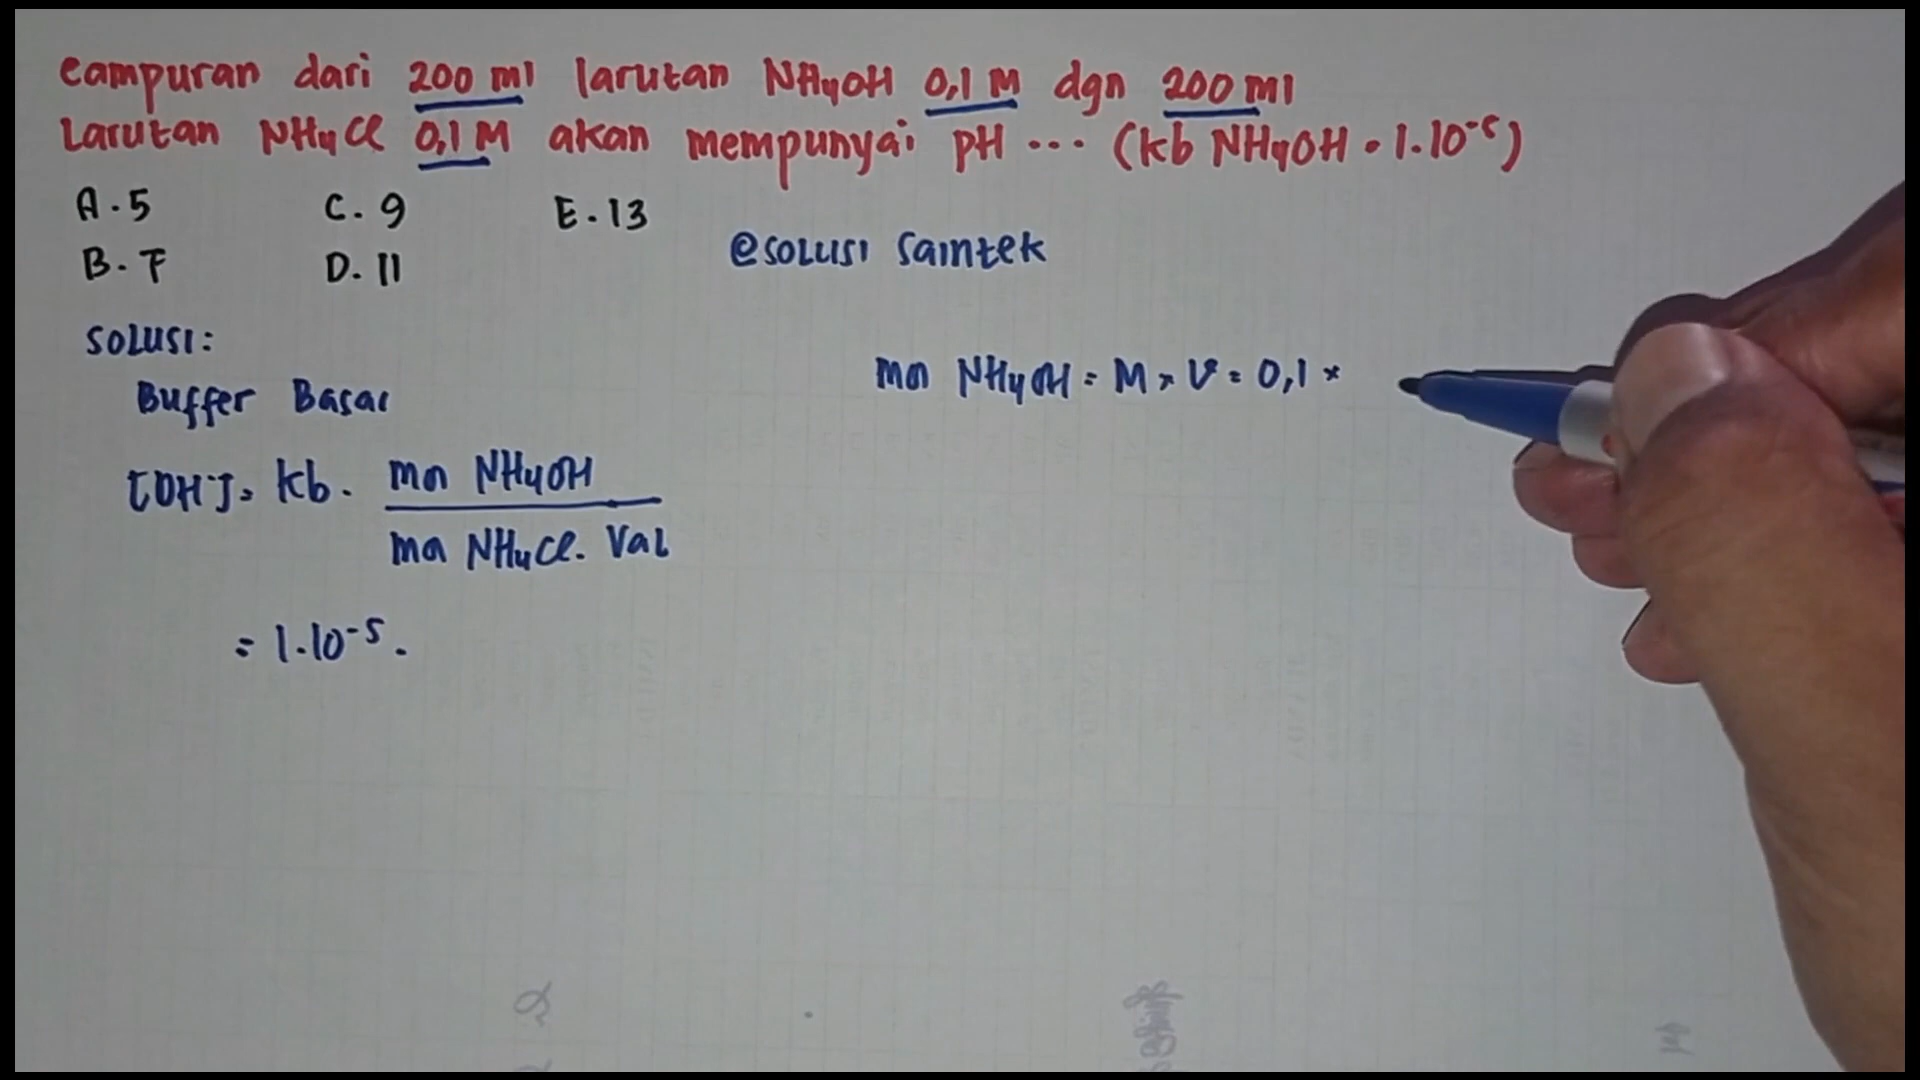 campuran dari 200 ml larutan NH4OH 0,1 M dgn 200 ml
Larutan NH4Cl 0,1 M akan mempunyai pH ... (kb NH4OH = 1.10⁻⁵)
A. 5 C. 9 E. 13
B. 7 D. 11
@solusi saintek
SOLUSI:
Buffer Basa
[OH⁻] = kb . mn NH4OH
mn NH4Cl . Val
= 1.10⁻⁵ .
mn NH4OH = M × V = 0,1 ×